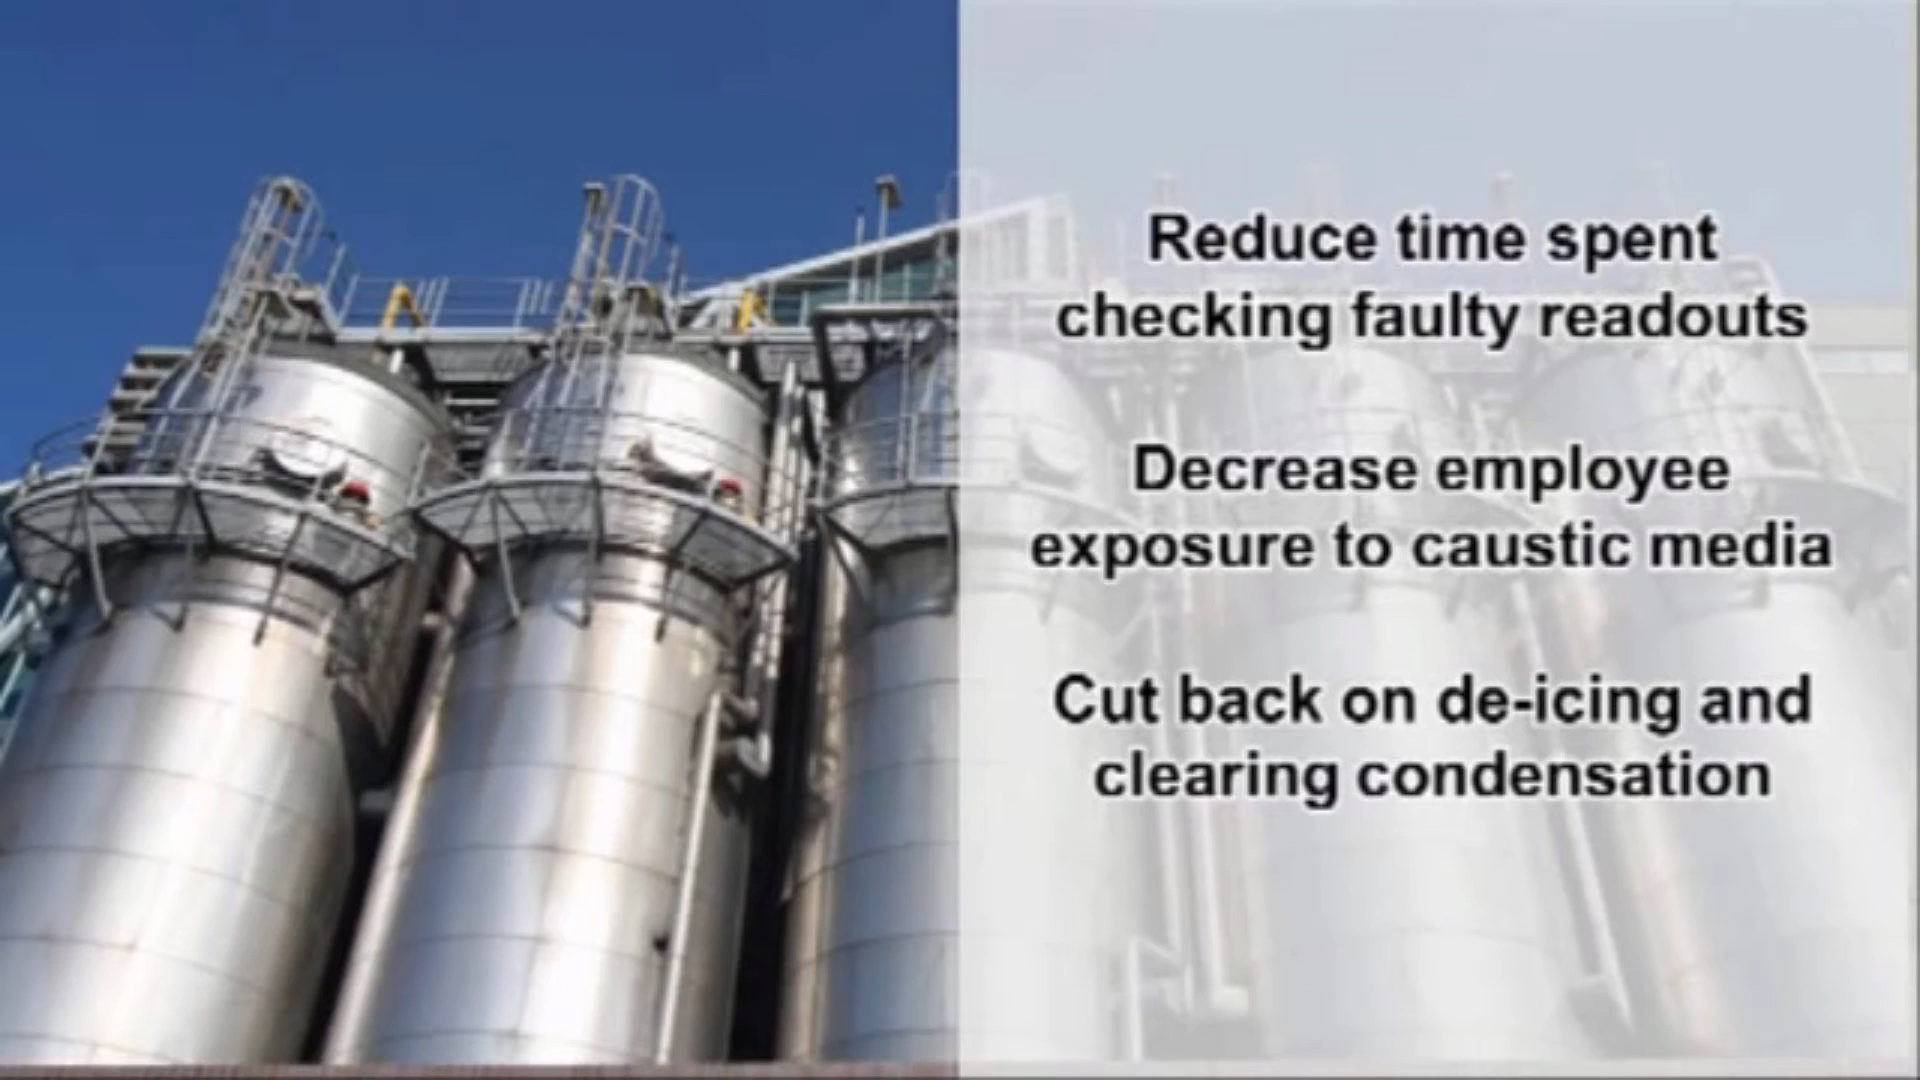 Reduce time spent
checking faulty readouts
Decrease employee
exposure to caustic media
Cut back on de-icing and
clearing condensation